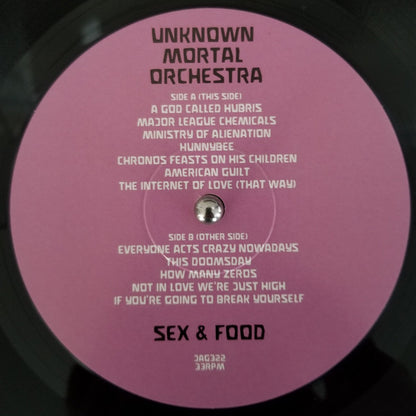 UNKNOWN
MORTAL
ORCHESTRA
SIDE A (THIS SIDE)
A GOD CALLED HUBRIS
MAJOR LEAGUE CHEMICALS
MINISTRY OF ALIENATION
HUNNYBEE
CHRONOS FEASTS ON HIS CHILDREN
AMERICAN GUILT
THE INTERNET OF LOVE (THAT WAY)
SIDE B (OTHER SIDE)
EVERYONE ACTS CRAZY NOWADAYS
THIS DOOMSDAY
HOW MANY ZEROS
NOT IN LOVE WE'RE JUST HIGH
IF YOU'RE GOING TO BREAK YOURSELF
SEX & FOOD
JAG322
33RPM